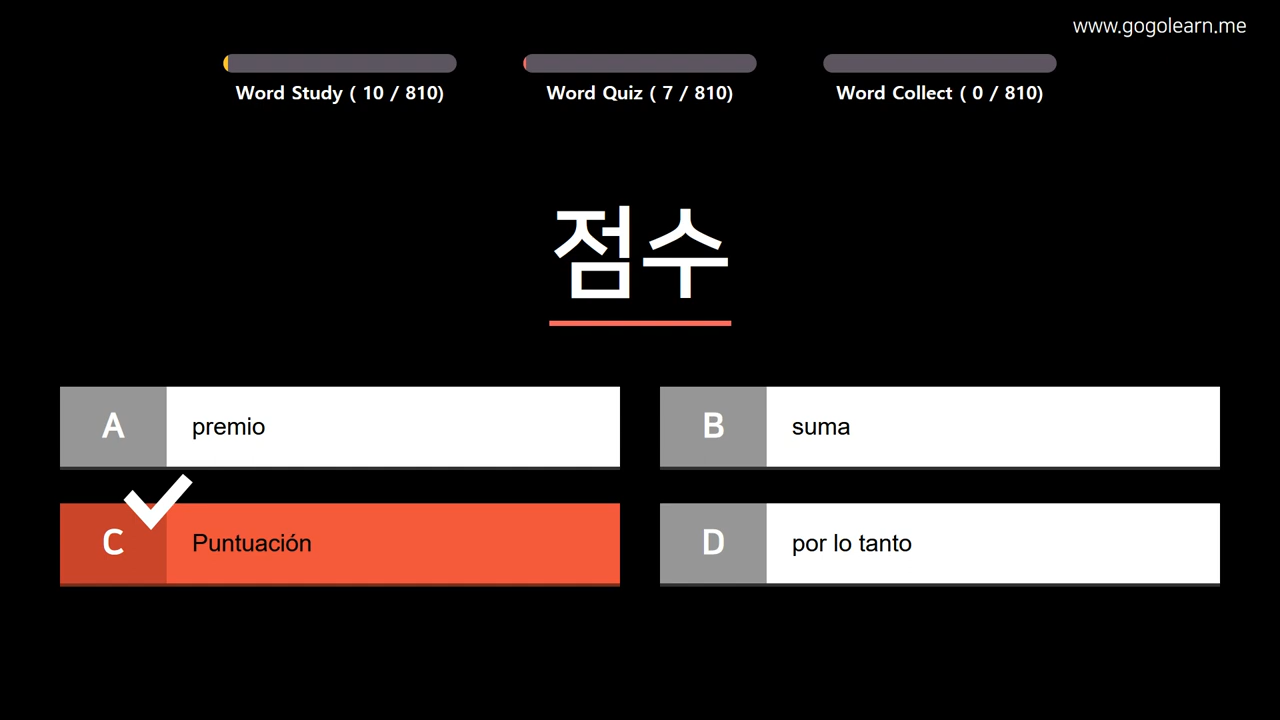 www.gogolearn.me
Word Study ( 10 / 810)
Word Quiz ( 7 / 810)
Word Collect ( 0 / 810)
점수
A premio
B suma
C Puntuación
D por lo tanto